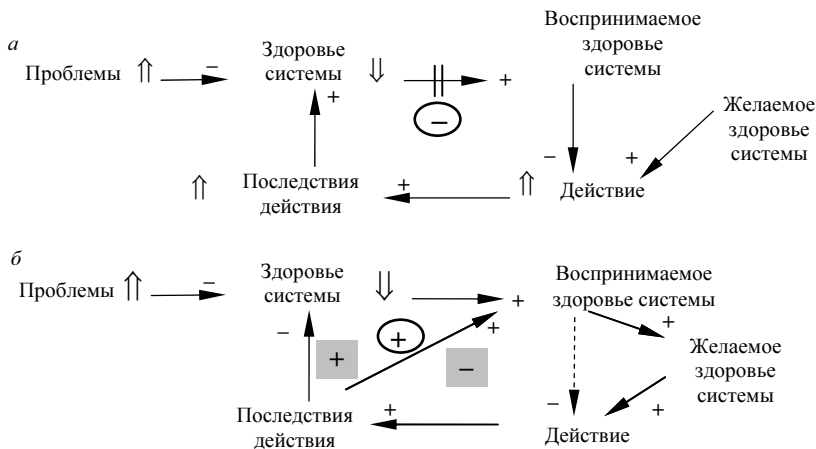 а
Воспринимаемое
здоровье
системы
Здоровье
системы
Проблемы ⇑
−
⇓
+
+
−
Желаемое
здоровье
системы
−
+
⇑
Последствия
действия
+
⇑
Действие
б
Здоровье
системы
Воспринимаемое
здоровье системы
Проблемы ⇑
−
⇓
+
−
+
+
+
+
−
Желаемое
здоровье
системы
Последствия
действия
+
−
+
Действие